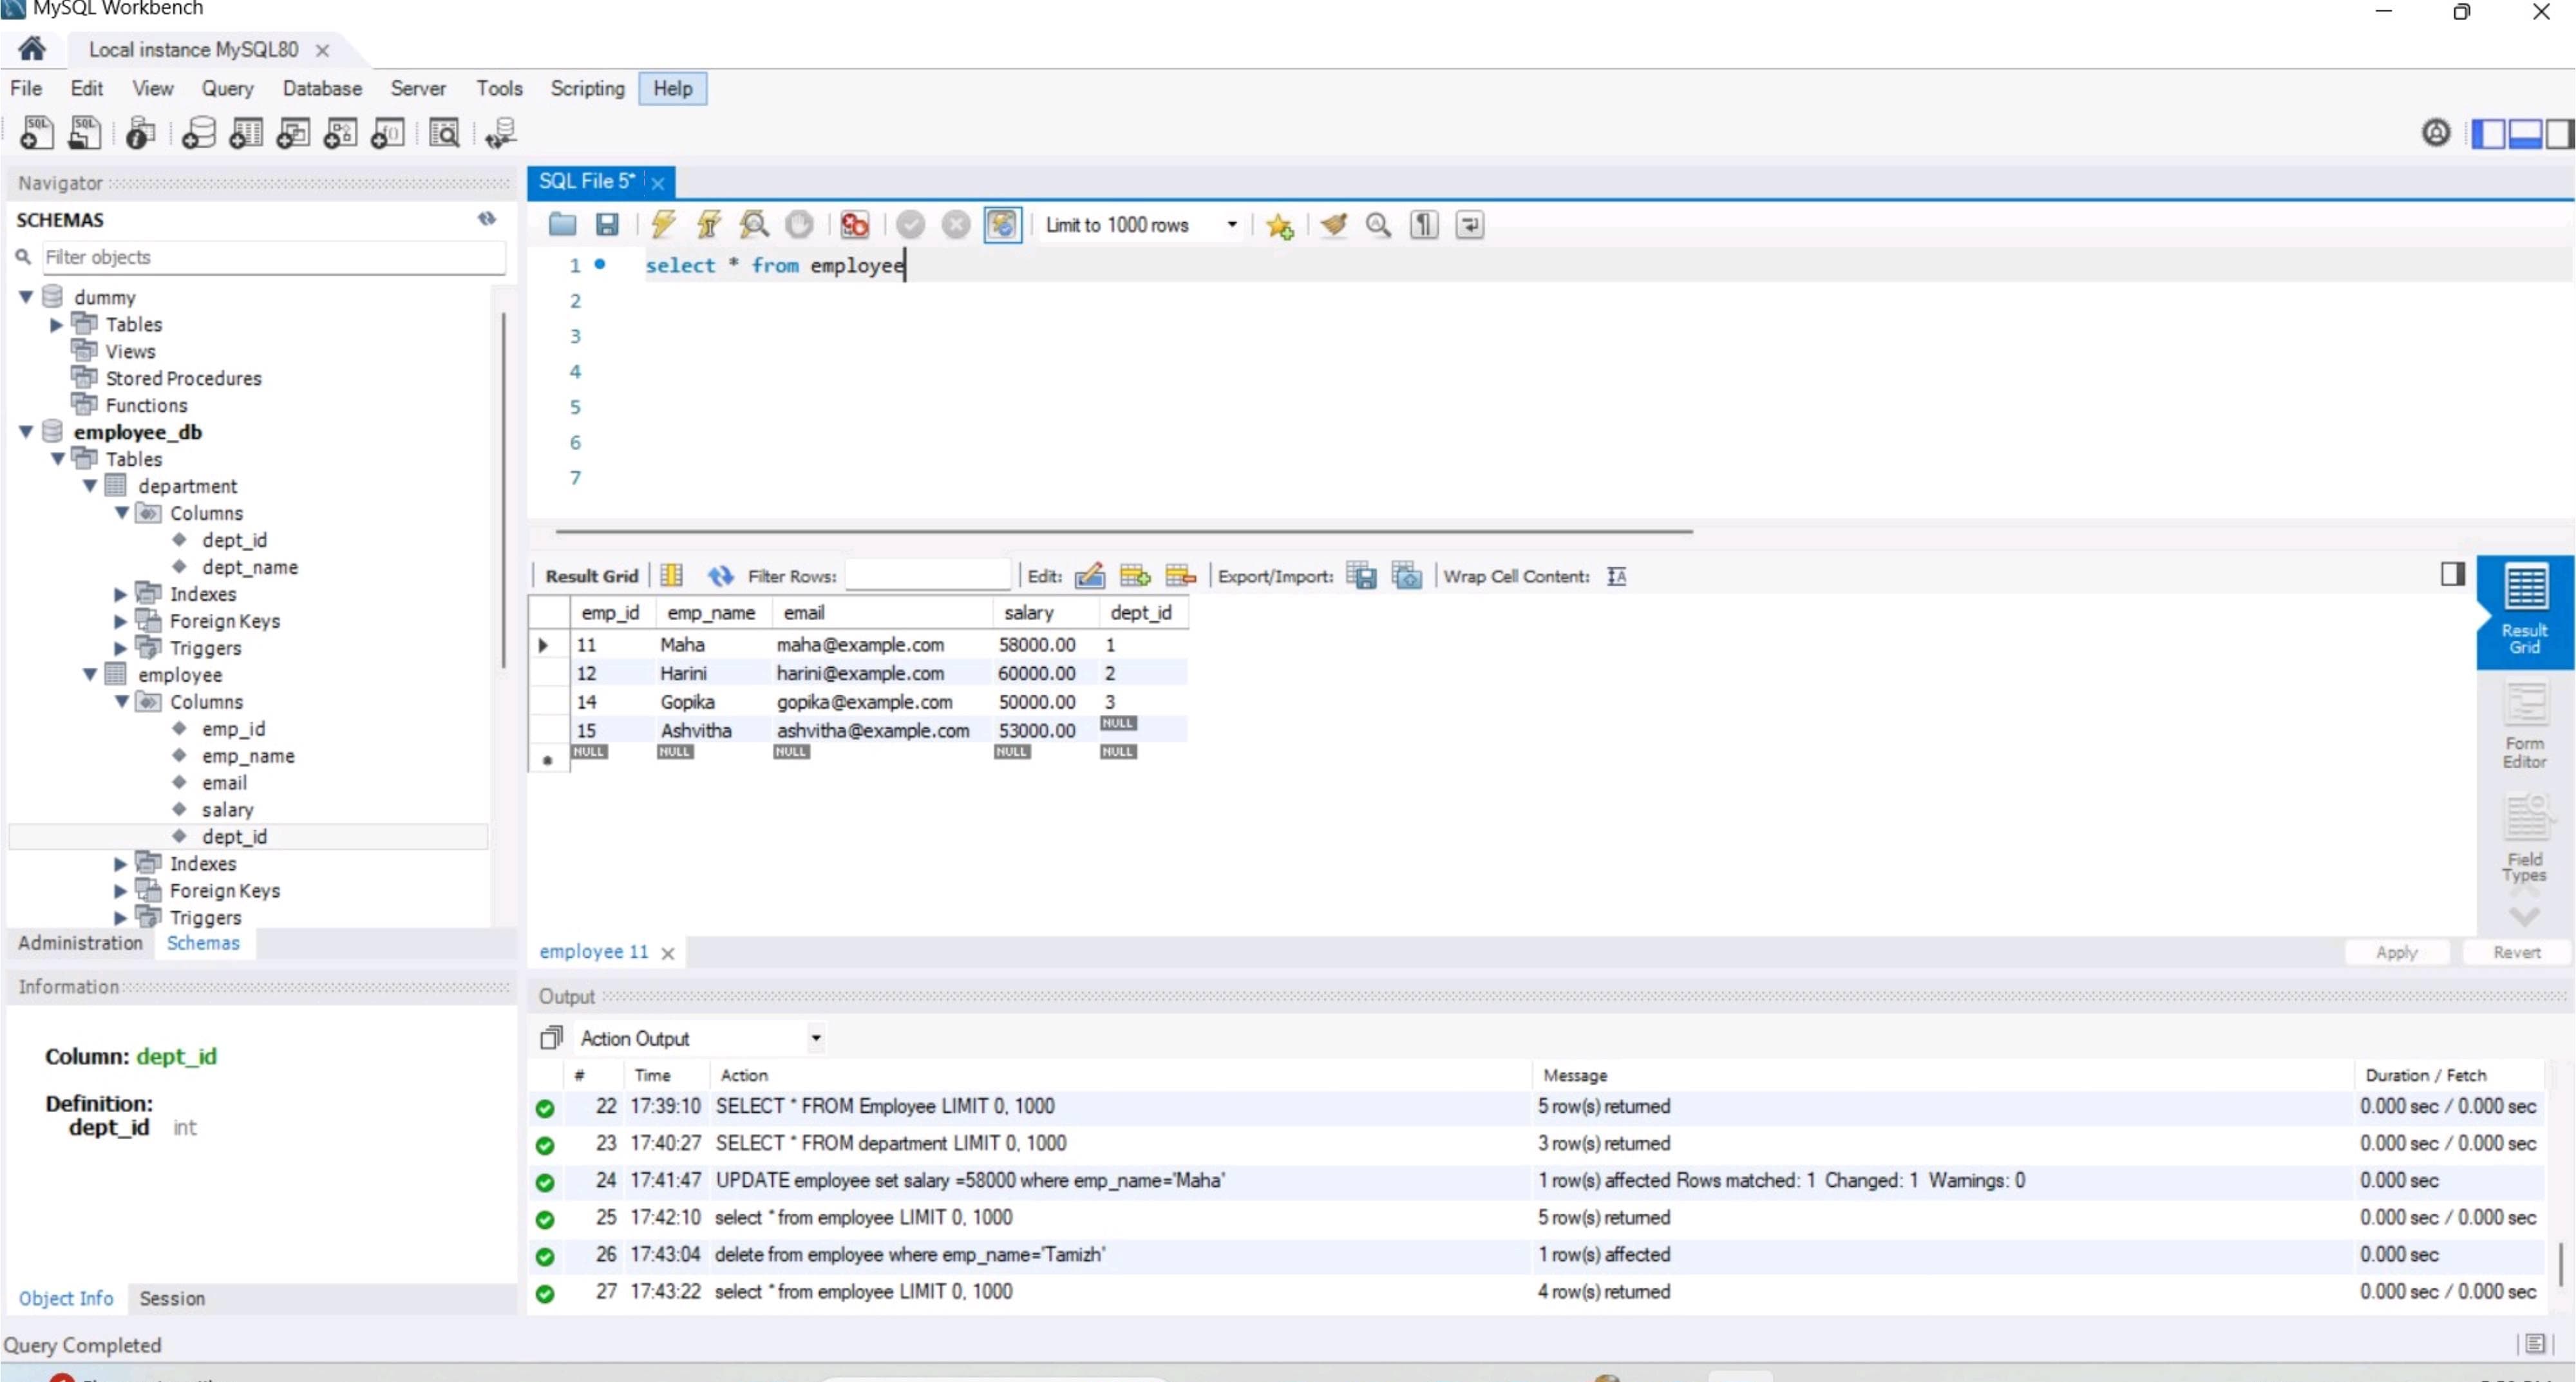 MySQL Workbench
Local instance MySQL80
File Edit View Query Database Server Tools Scripting Help
Navigator
SCHEMAS
Filter objects
dummy
Tables
Views
Stored Procedures
Functions
employee_db
Tables
department
Columns
dept_id
dept_name
Indexes
Foreign Keys
Triggers
employee
Columns
emp_id
emp_name
email
salary
dept_id
Indexes
Foreign Keys
Triggers
Administration Schemas
Information
Column: dept_id
Definition:
dept_id int
Object Info Session
SQL File 5*
Limit to 1000 rows
1 select * from employee
2
3
4
5
6
7
Result Grid Filter Rows: Edit: Export/Import: Wrap Cell Content:
emp_id emp_name email salary dept_id
11 Maha maha@example.com 58000.00 1
12 Harini harini@example.com 60000.00 2
14 Gopika gopika@example.com 50000.00 3
15 Ashvitha ashvitha@example.com 53000.00 NULL
NULL NULL NULL NULL NULL
Result
Grid
Form
Editor
Field
Types
employee 11
Apply Revert
Output
Action Output
# Time Action Message Duration / Fetch
22 17:39:10 SELECT * FROM Employee LIMIT 0, 1000 5 row(s) returned 0.000 sec / 0.000 sec
23 17:40:27 SELECT * FROM department LIMIT 0, 1000 3 row(s) returned 0.000 sec / 0.000 sec
24 17:41:47 UPDATE employee set salary =58000 where emp_name='Maha' 1 row(s) affected Rows matched: 1 Changed: 1 Warnings: 0 0.000 sec
25 17:42:10 select * from employee LIMIT 0, 1000 5 row(s) returned 0.000 sec / 0.000 sec
26 17:43:04 delete from employee where emp_name='Tamizh' 1 row(s) affected 0.000 sec
27 17:43:22 select * from employee LIMIT 0, 1000 4 row(s) returned 0.000 sec / 0.000 sec
Query Completed